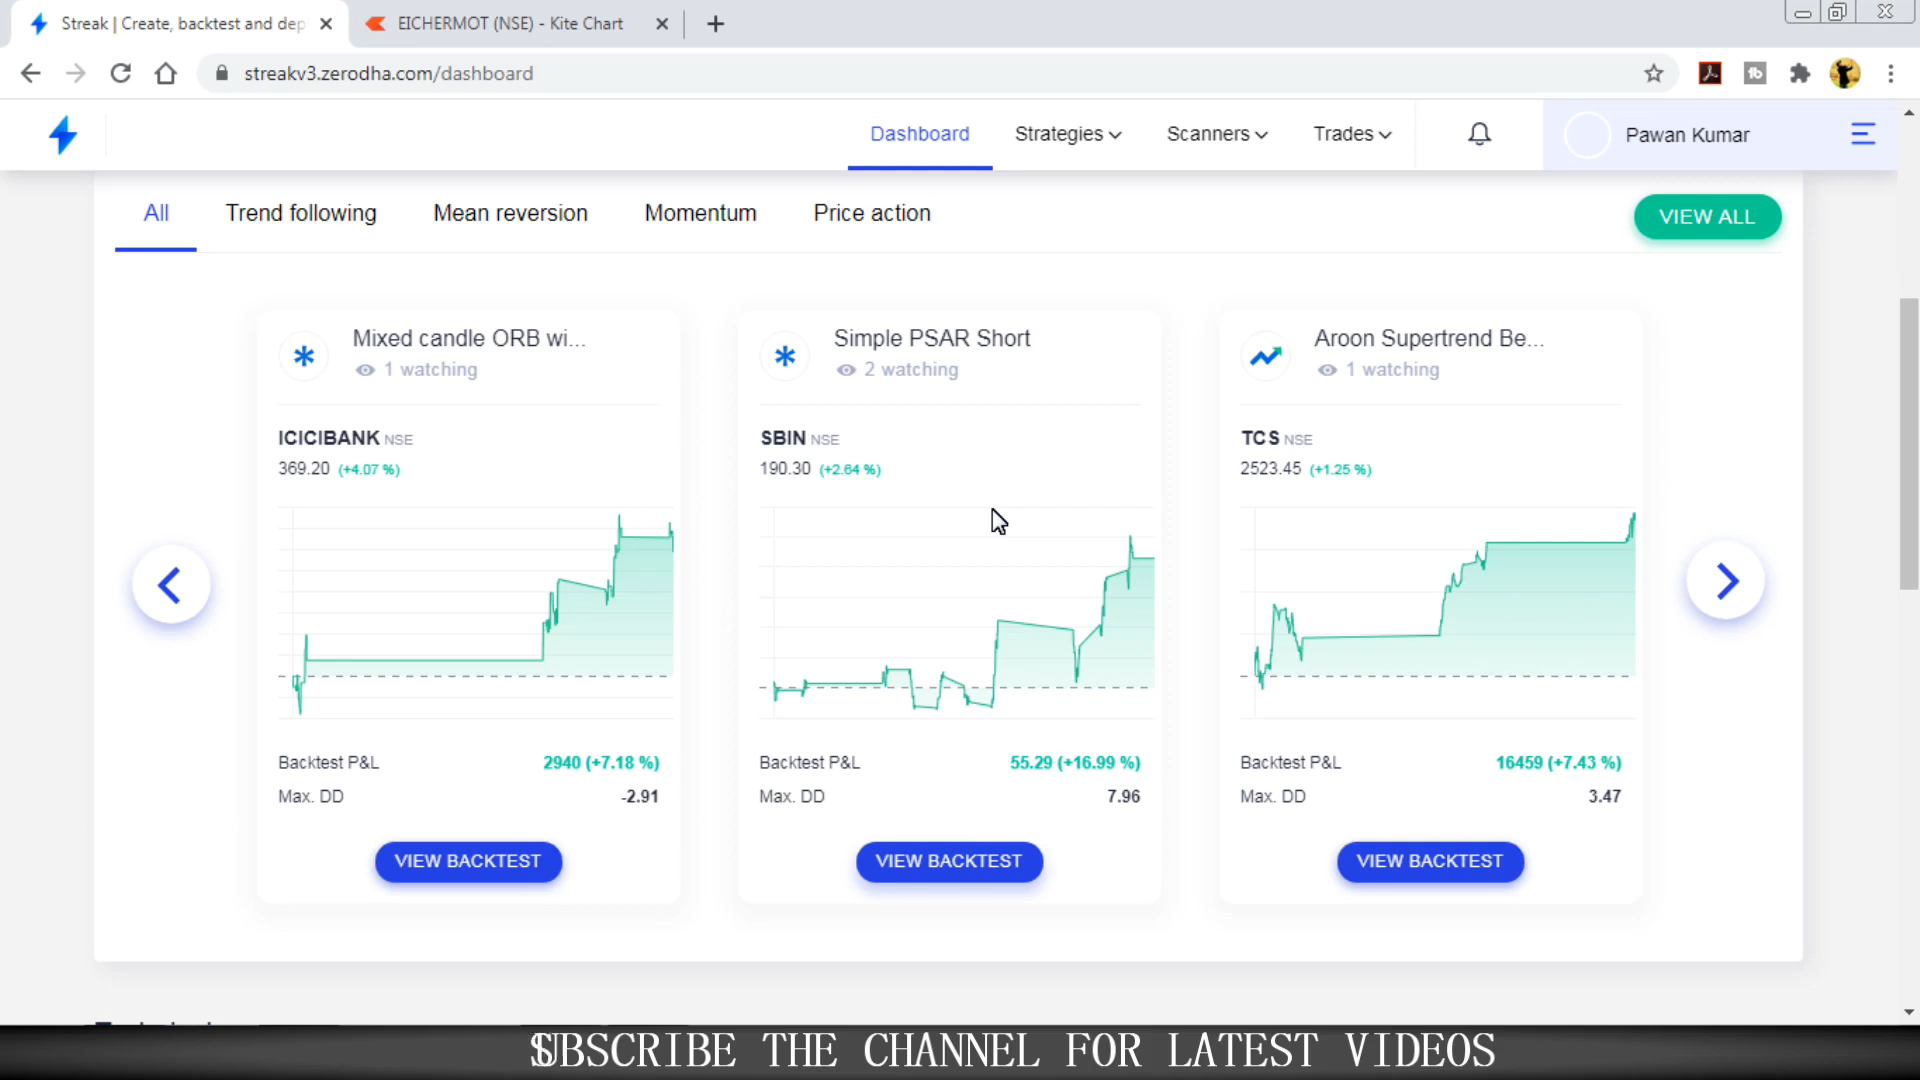 Streak | Create, backtest and dep
EICHERMOT (NSE) - Kite Chart
streakv3.zerodha.com/dashboard
Dashboard
Strategies
Scanners
Trades
Pawan Kumar
All
Trend following
Mean reversion
Momentum
Price action
VIEW ALL
Mixed candle ORB wi...
1 watching
ICICIBANK NSE
369.20 (+4.07 %)
Backtest P&L 2940 (+7.18 %)
Max. DD -2.91
VIEW BACKTEST
Simple PSAR Short
2 watching
SBIN NSE
190.30 (+2.64 %)
Backtest P&L 55.29 (+16.99 %)
Max. DD 7.96
VIEW BACKTEST
Aroon Supertrend Be...
1 watching
TCS NSE
2523.45 (+1.25 %)
Backtest P&L 16459 (+7.43 %)
Max. DD 3.47
VIEW BACKTEST
SUBSCRIBE THE CHANNEL FOR LATEST VIDEOS